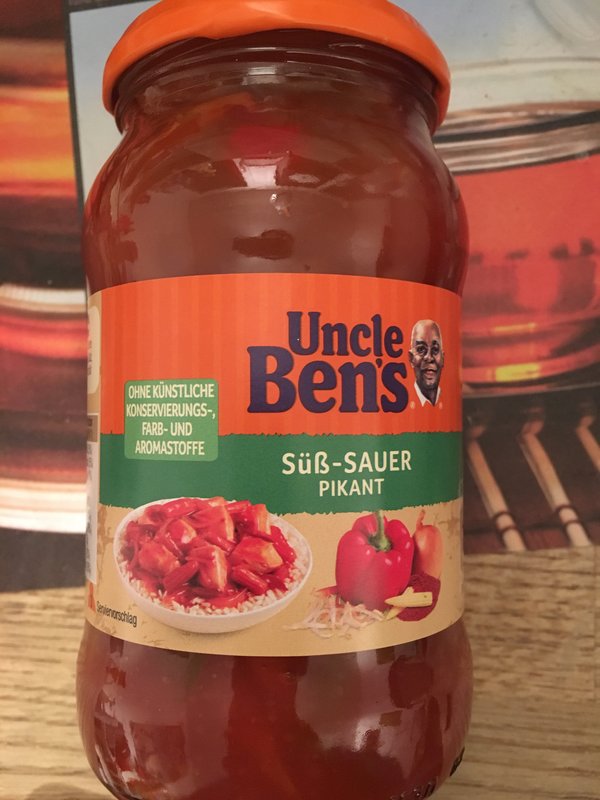 Uncle
Ben's
OHNE KÜNSTLICHE
KONSERVIERUNGS-,
FARB- UND
AROMASTOFFE
SÜß-SAUER
PIKANT
Serviervorschlag